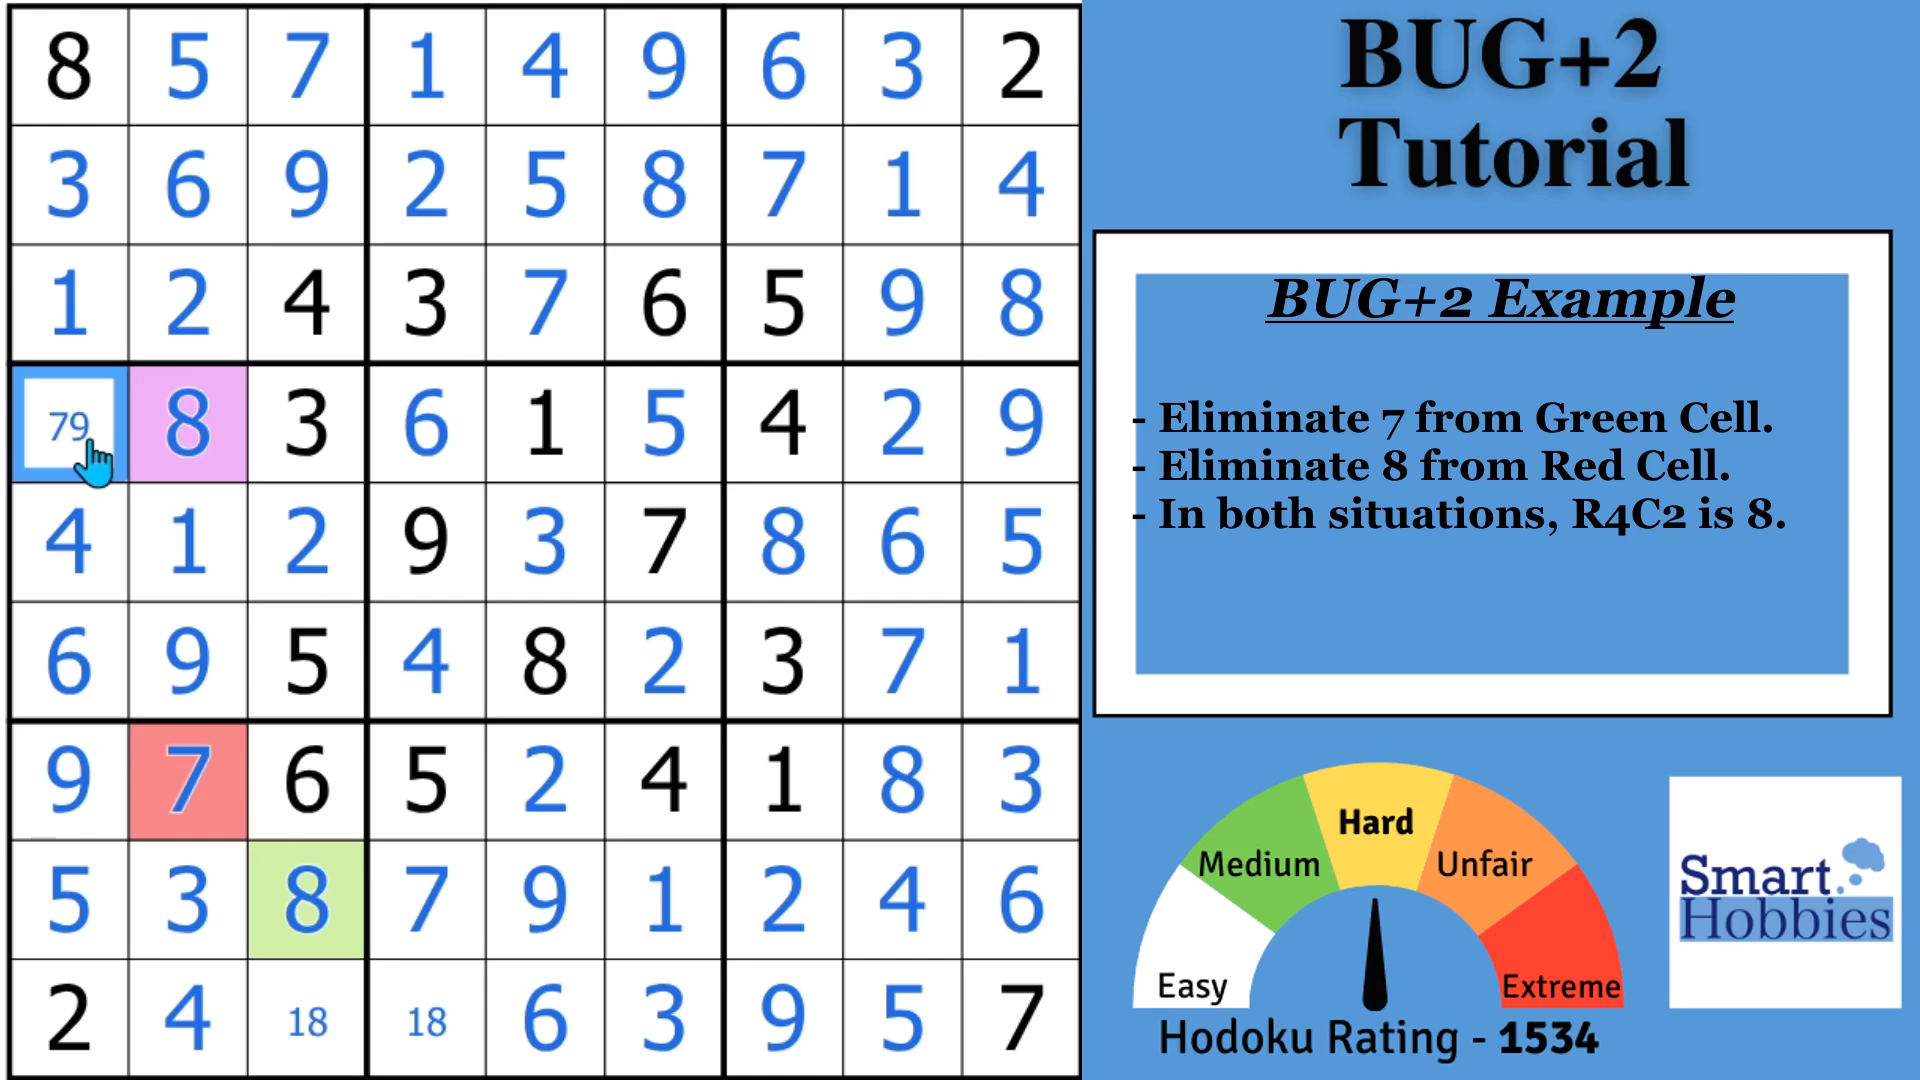 8 5 7 1 4 9 6 3 2
3 6 9 2 5 8 7 1 4
1 2 4 3 7 6 5 9 8
79 8 3 6 1 5 4 2 9
4 1 2 9 3 7 8 6 5
6 9 5 4 8 2 3 7 1
9 7 6 5 2 4 1 8 3
5 3 8 7 9 1 2 4 6
2 4 18 18 6 3 9 5 7
BUG+2
Tutorial
BUG+2 Example
- Eliminate 7 from Green Cell.
- Eliminate 8 from Red Cell.
- In both situations, R4C2 is 8.
Easy
Medium
Hard
Unfair
Extreme
Hodoku Rating - 1534
Smart
Hobbies